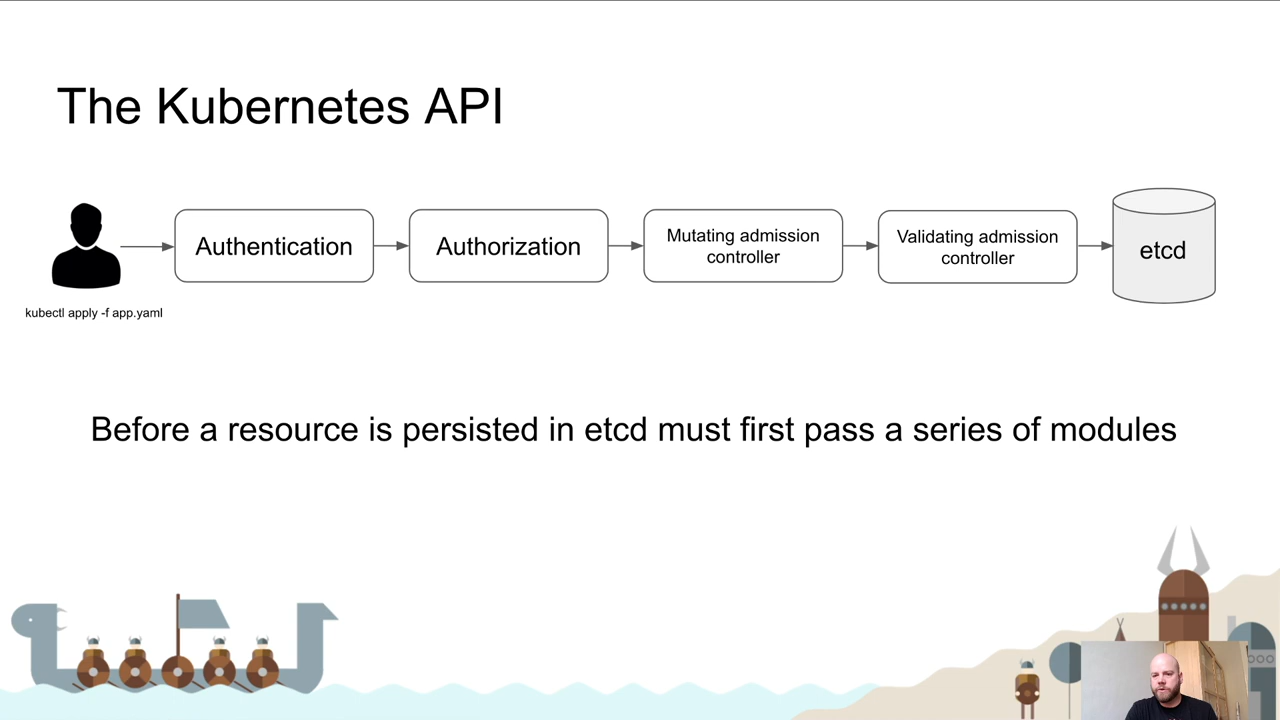 The Kubernetes API
Authentication
Authorization
Mutating admission
controller
Validating admission
controller
etcd
kubectl apply -f app.yaml
Before a resource is persisted in etcd must first pass a series of modules